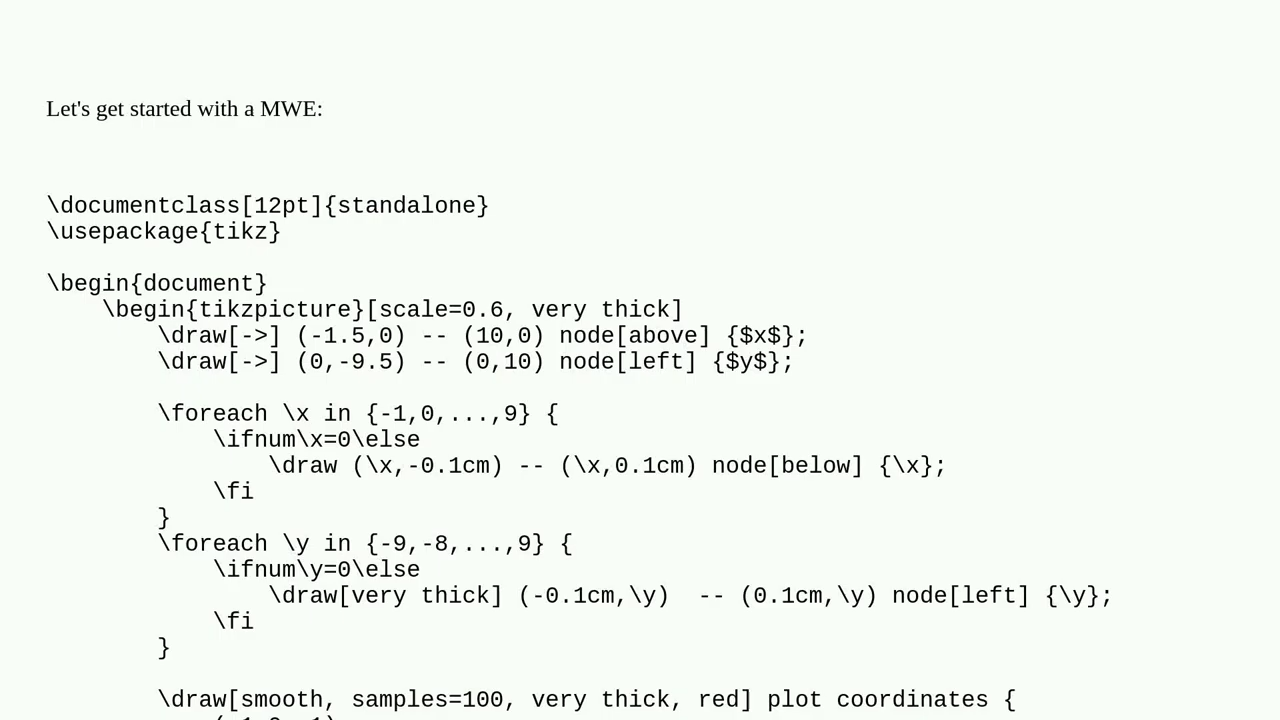 Let's get started with a MWE:
\documentclass[12pt]{standalone}
\usepackage{tikz}
\begin{document}
    \begin{tikzpicture}[scale=0.6, very thick]
        \draw[->] (-1.5,0) -- (10,0) node[above] {$x$};
        \draw[->] (0,-9.5) -- (0,10) node[left] {$y$};
        \foreach \x in {-1,0,...,9} {
            \ifnum\x=0\else
                \draw (\x,-0.1cm) -- (\x,0.1cm) node[below] {\x};
            \fi
        }
        \foreach \y in {-9,-8,...,9} {
            \ifnum\y=0\else
                \draw[very thick] (-0.1cm,\y)  -- (0.1cm,\y) node[left] {\y};
            \fi
        }
        \draw[smooth, samples=100, very thick, red] plot coordinates {